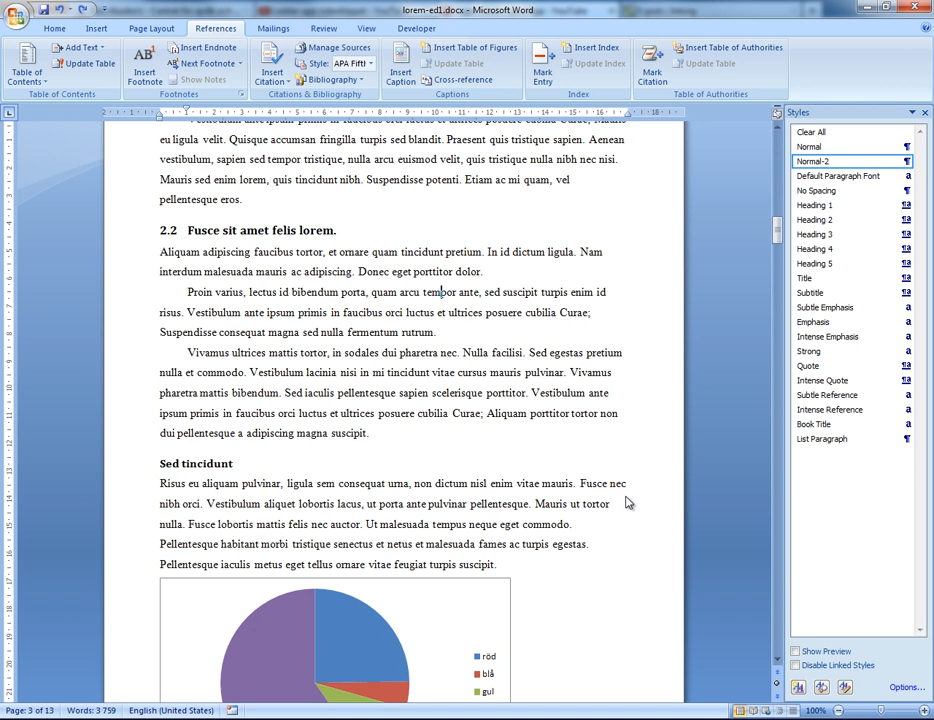 lorem-ed1.docx - Microsoft Word
Home Insert Page Layout References Mailings Review View Developer
Table of Contents
Add Text
Update Table
Table of Contents
AB¹
Insert Footnote
Insert Endnote
Next Footnote
Show Notes
Footnotes
Insert Citation
Manage Sources
Style: APA Fifth
Bibliography
Citations & Bibliography
Insert Caption
Insert Table of Figures
Update Table
Cross-reference
Captions
Mark Entry
Insert Index
Update Index
Index
Mark Citation
Insert Table of Authorities
Update Table
Table of Authorities
eu ligula velit. Quisque accumsan fringilla turpis sed blandit. Praesent quis tristique sapien. Aenean
vestibulum, sapien sed tempor tristique, nulla arcu euismod velit, quis tristique nulla nibh nec nisi.
Mauris sed enim lorem, quis tincidunt nibh. Suspendisse potenti. Etiam ac mi quam, vel
pellentesque eros.
2.2 Fusce sit amet felis lorem.
Aliquam adipiscing faucibus tortor, et ornare quam tincidunt pretium. In id dictum ligula. Nam
interdum malesuada mauris ac adipiscing. Donec eget porttitor dolor.
Proin varius, lectus id bibendum porta, quam arcu tempor ante, sed suscipit turpis enim id
risus. Vestibulum ante ipsum primis in faucibus orci luctus et ultrices posuere cubilia Curae;
Suspendisse consequat magna sed nulla fermentum rutrum.
Vivamus ultrices mattis tortor, in sodales dui pharetra nec. Nulla facilisi. Sed egestas pretium
nulla et commodo. Vestibulum lacinia nisi in mi tincidunt vitae cursus mauris pulvinar. Vivamus
pharetra mattis bibendum. Sed iaculis pellentesque sapien scelerisque porttitor. Vestibulum ante
ipsum primis in faucibus orci luctus et ultrices posuere cubilia Curae; Aliquam porttitor tortor non
dui pellentesque a adipiscing magna suscipit.
Sed tincidunt
Risus eu aliquam pulvinar, ligula sem consequat urna, non dictum nisl enim vitae mauris. Fusce nec
nibh orci. Vestibulum aliquet lobortis lacus, ut porta ante pulvinar pellentesque. Mauris ut tortor
nulla. Fusce lobortis mattis felis nec auctor. Ut malesuada tempus neque eget commodo.
Pellentesque habitant morbi tristique senectus et netus et malesuada fames ac turpis egestas.
Pellentesque iaculis metus eget tellus ornare vitae feugiat turpis suscipit.
röd
blå
gul
Styles
Clear All
Normal
Normal-2
Default Paragraph Font
No Spacing
Heading 1
Heading 2
Heading 3
Heading 4
Heading 5
Title
Subtitle
Subtle Emphasis
Emphasis
Intense Emphasis
Strong
Quote
Intense Quote
Subtle Reference
Intense Reference
Book Title
List Paragraph
Show Preview
Disable Linked Styles
Options...
Page: 3 of 13 Words: 3 759 English (United States) 100%